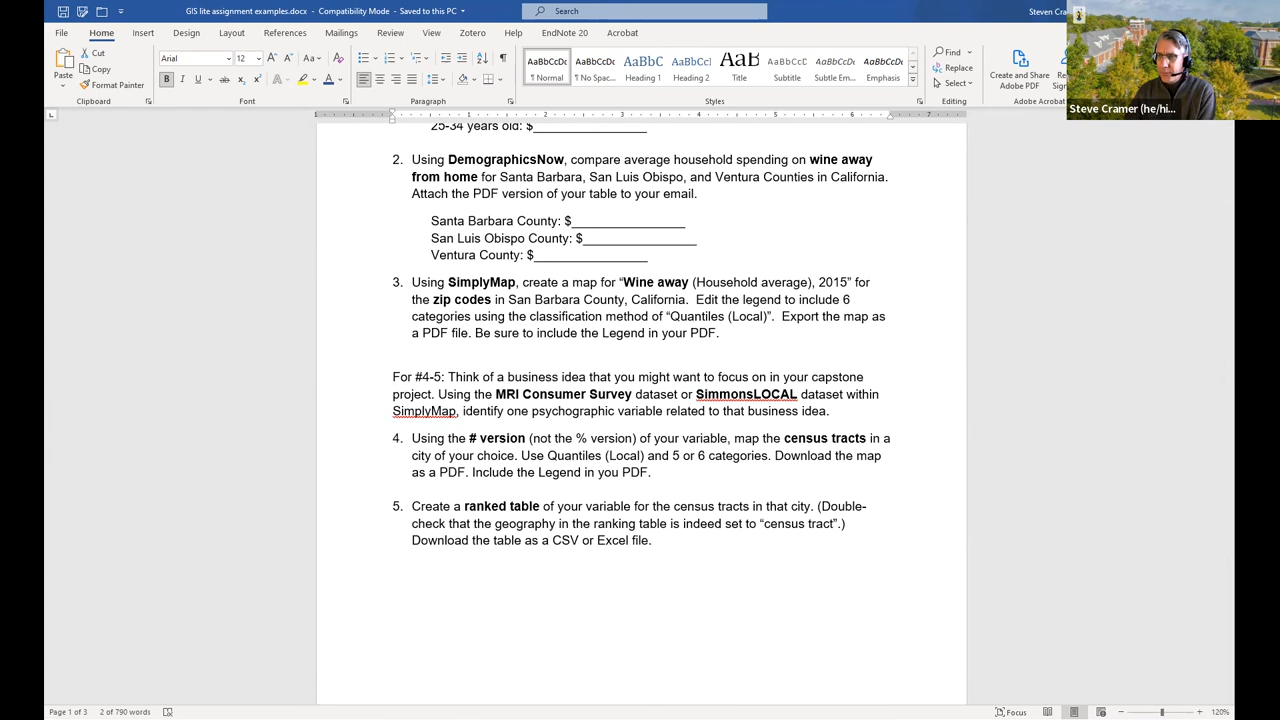 GIS lite assignment examples.docx - Compatibility Mode - Saved to this PC
Search
Steven Cra
File Home Insert Design Layout References Mailings Review View Zotero Help EndNote 20 Acrobat
Paste
Cut
Copy
Format Painter
Clipboard
Arial 12
Font
Paragraph
AaBbCcDc AaBbCcDc AaBbC AaBbCcI AaB AaBbCcD AaBbCcDc AaBbCcDc
¶ Normal ¶ No Spac... Heading 1 Heading 2 Title Subtitle Subtle Em... Emphasis
Styles
Find
Replace
Select
Editing
Create and Share
Adobe PDF
Adobe Acroba
Steve Cramer (he/hi...
25-34 years old: $________________
2. Using DemographicsNow, compare average household spending on wine away
from home for Santa Barbara, San Luis Obispo, and Ventura Counties in California.
Attach the PDF version of your table to your email.
Santa Barbara County: $________________
San Luis Obispo County: $________________
Ventura County: $________________
3. Using SimplyMap, create a map for “Wine away (Household average), 2015” for
the zip codes in San Barbara County, California. Edit the legend to include 6
categories using the classification method of “Quantiles (Local)”. Export the map as
a PDF file. Be sure to include the Legend in your PDF.
For #4-5: Think of a business idea that you might want to focus on in your capstone
project. Using the MRI Consumer Survey dataset or SimmonsLOCAL dataset within
SimplyMap, identify one psychographic variable related to that business idea.
4. Using the # version (not the % version) of your variable, map the census tracts in a
city of your choice. Use Quantiles (Local) and 5 or 6 categories. Download the map
as a PDF. Include the Legend in you PDF.
5. Create a ranked table of your variable for the census tracts in that city. (Double-
check that the geography in the ranking table is indeed set to “census tract”.)
Download the table as a CSV or Excel file.
Page 1 of 3 2 of 790 words
Focus
120%